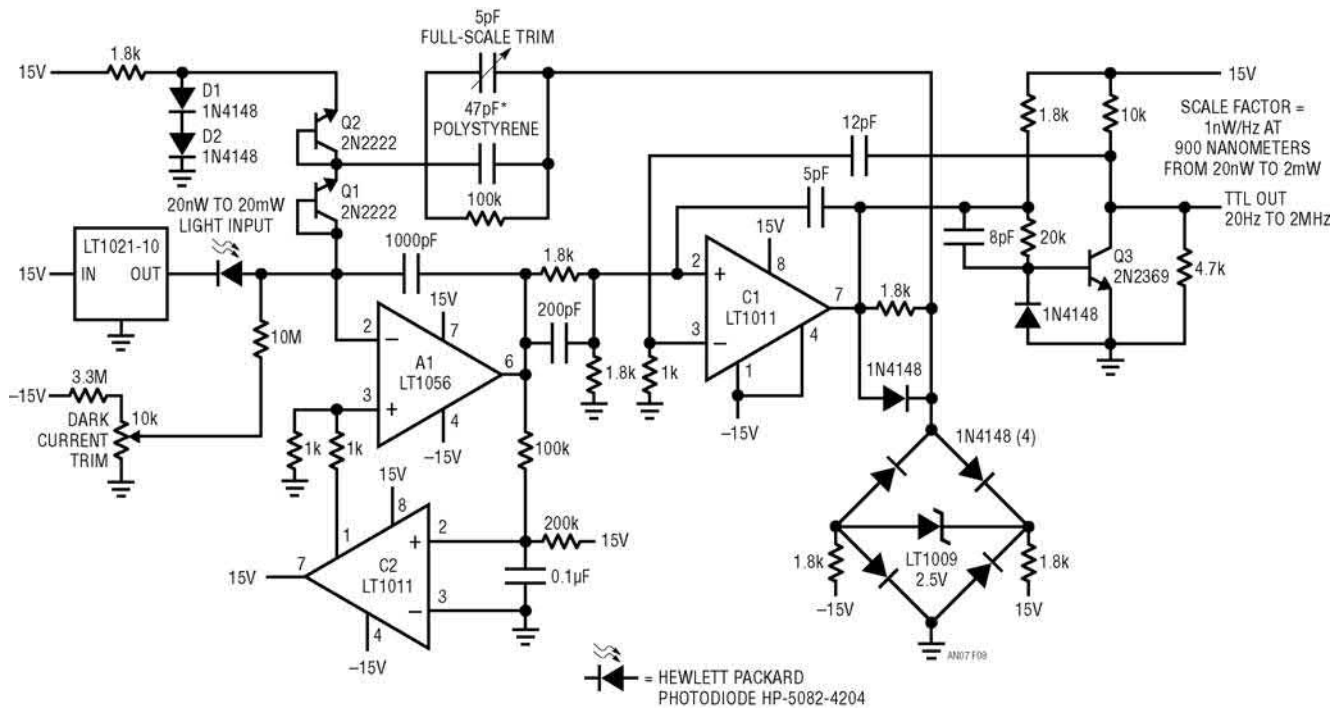 5pF
FULL-SCALE TRIM
15V
1.8k
15V
D1
1N4148
D2
1N4148
Q2
2N2222
47pF*
POLYSTYRENE
12pF
1.8k
10k
SCALE FACTOR =
1nW/Hz AT
900 NANOMETERS
FROM 20nW TO 2mW
Q1
2N2222
100k
5pF
20nW TO 20mW
LIGHT INPUT
TTL OUT
20Hz TO 2MHz
LT1021-10
IN
OUT
15V
1000pF
1.8k
15V
8
2
+
C1
LT1011
7
3
–
1
4
–15V
1.8k
8pF
20k
Q3
2N2369
4.7k
1N4148
10M
15V
7
2
–
A1
LT1056
6
3
+
4
–15V
200pF
1.8k
1k
1N4148
–15V
3.3M
10k
DARK
CURRENT
TRIM
1k
1k
100k
1N4148 (4)
15V
8
1
2
+
C2
LT1011
7
15V
3
–
4
–15V
200k
15V
0.1µF
LT1009
2.5V
1.8k
–15V
1.8k
15V
AN07 F08
= HEWLETT PACKARD
PHOTODIODE HP-5082-4204